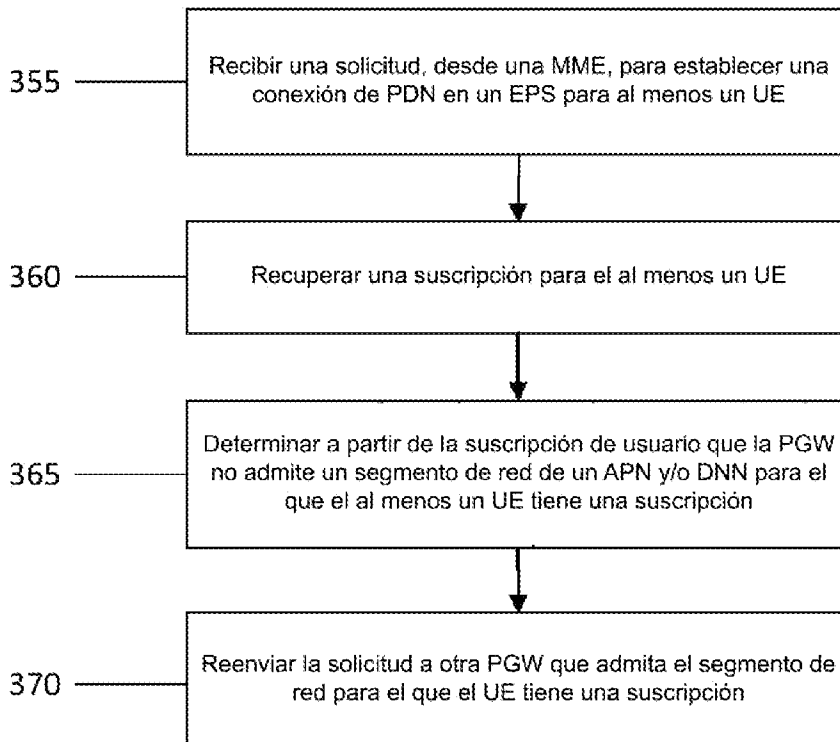 355
Recibir una solicitud, desde una MME, para establecer una
conexión de PDN en un EPS para al menos un UE
360
Recuperar una suscripción para el al menos un UE
365
Determinar a partir de la suscripción de usuario que la PGW
no admite un segmento de red de un APN y/o DNN para el
que el al menos un UE tiene una suscripción
370
Reenviar la solicitud a otra PGW que admita el segmento de
red para el que el UE tiene una suscripción